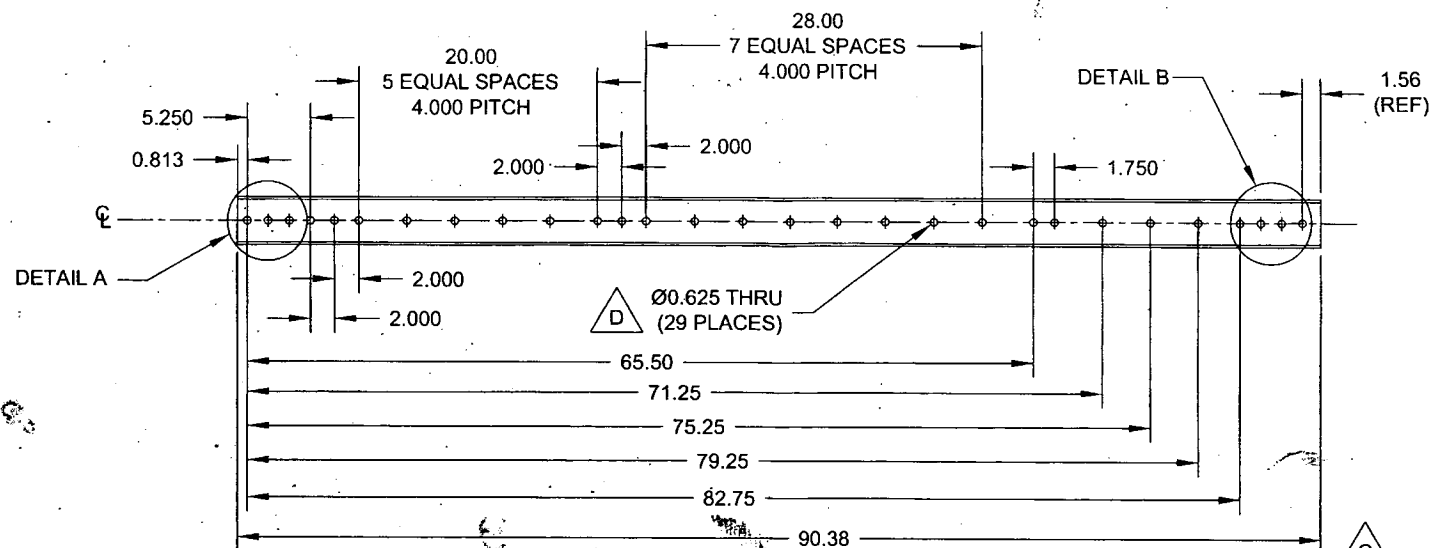 28.00
7 EQUAL SPACES
4.000 PITCH
20.00
5 EQUAL SPACES
4.000 PITCH
DETAIL B
1.56
(REF)
5.250
0.813
2.000
2.000
1.750
℄
DETAIL A
2.000
2.000
D
Ø0.625 THRU
(29 PLACES)
65.50
71.25
75.25
79.25
82.75
90.38